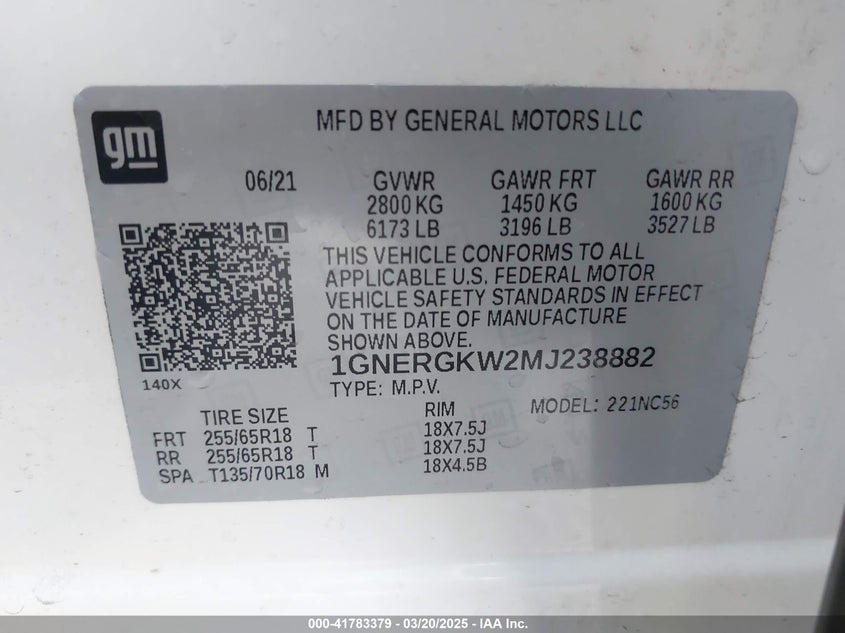 gm
MFD BY GENERAL MOTORS LLC
06/21 GVWR GAWR FRT GAWR RR
2800 KG 1450 KG 1600 KG
6173 LB 3196 LB 3527 LB
THIS VEHICLE CONFORMS TO ALL
APPLICABLE U.S. FEDERAL MOTOR
VEHICLE SAFETY STANDARDS IN EFFECT
ON THE DATE OF MANUFACTURE
SHOWN ABOVE.
1GNERGKW2MJ238882
140X
TYPE: M.P.V.
TIRE SIZE RIM MODEL: 221NC56
FRT 255/65R18 T 18X7.5J
RR 255/65R18 T 18X7.5J
SPA T135/70R18 M 18X4.5B
000-41783379 — 03/20/2025 — IAA Inc.